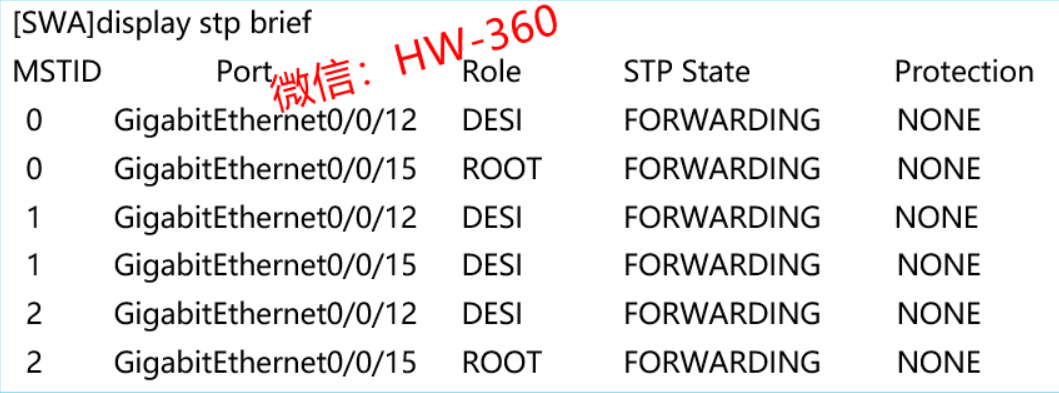 [SWA]display stp brief
微信：HW-360
MSTID Port Role STP State Protection
0 GigabitEthernet0/0/12 DESI FORWARDING NONE
0 GigabitEthernet0/0/15 ROOT FORWARDING NONE
1 GigabitEthernet0/0/12 DESI FORWARDING NONE
1 GigabitEthernet0/0/15 DESI FORWARDING NONE
2 GigabitEthernet0/0/12 DESI FORWARDING NONE
2 GigabitEthernet0/0/15 ROOT FORWARDING NONE